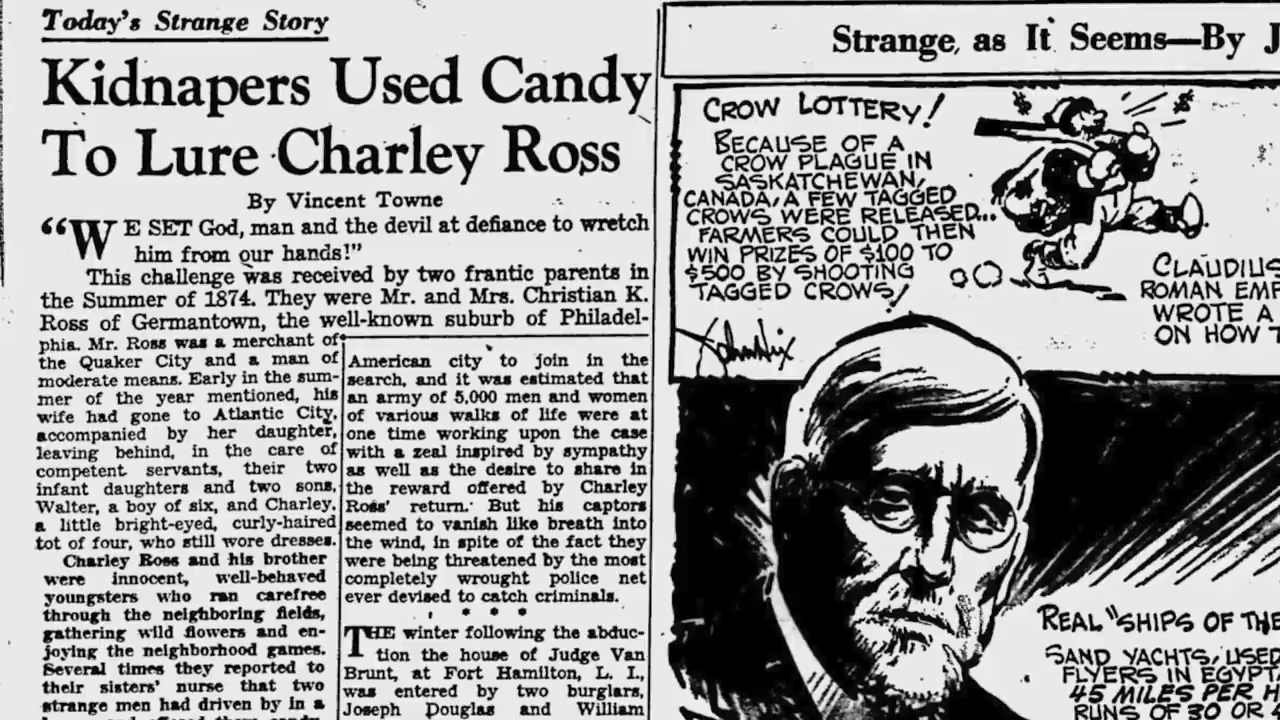 Today's Strange Story
Kidnapers Used Candy
To Lure Charley Ross
By Vincent Towne
"WE SET God, man and the devil at defiance to wretch
him from our hands!"
This challenge was received by two frantic parents in
the Summer of 1874. They were Mr. and Mrs. Christian K.
Ross of Germantown, the well-known suburb of Philadel-
phia. Mr. Ross was a merchant of
the Quaker City and a man of
moderate means. Early in the sum-
mer of the year mentioned, his
wife had gone to Atlantic City,
accompanied by her daughter,
leaving behind, in the care of
competent servants, their two
infant daughters and two sons,
Walter, a boy of six, and Charley,
a little bright-eyed, curly-haired
tot of four, who still wore dresses.
Charley Ross and his brother
were innocent, well-behaved
youngsters who ran carefree
through the neighboring fields,
gathering wild flowers and en-
joying the neighborhood games.
Several times they reported to
their sisters' nurse that two
strange men had driven by in a
American city to join in the
search, and it was estimated that
an army of 5,000 men and women
of various walks of life were at
one time working upon the case
with a zeal inspired by sympathy
as well as the desire to share in
the reward offered by Charley
Ross' return. But his captors
seemed to vanish like breath into
the wind, in spite of the fact they
were being threatened by the most
completely wrought police net
ever devised to catch criminals.
* * *
THE winter following the abduc-
tion the house of Judge Van
Brunt, at Fort Hamilton, L. I.,
was entered by two burglars,
Joseph Douglas and William
Strange as It Seems—By J
CROW LOTTERY!
BECAUSE OF A
CROW PLAGUE IN
SASKATCHEWAN,
CANADA, A FEW TAGGED
CROWS WERE RELEASED...
FARMERS COULD THEN
WIN PRIZES OF $100 TO
$500 BY SHOOTING
TAGGED CROWS!
$ $
John Hix
CLAUDIUS
ROMAN EMP
WROTE A
ON HOW T
REAL "SHIPS OF THE
SAND YACHTS, USED
FLYERS IN EGYPT,
45 MILES PER H
RUNS OF 30 OR 4